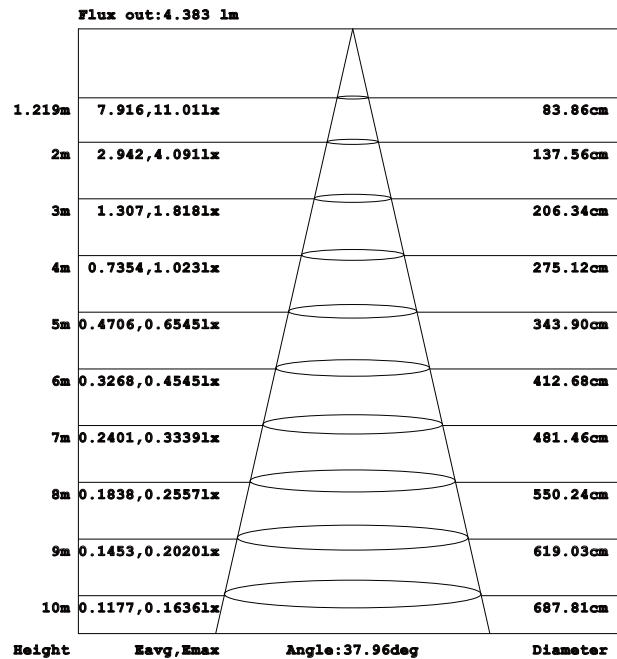 Flux out:4.383 lm
1.219m 7.916,11.01lx 83.86cm
2m 2.942,4.091lx 137.56cm
3m 1.307,1.818lx 206.34cm
4m 0.7354,1.023lx 275.12cm
5m 0.4706,0.6545lx 343.90cm
6m 0.3268,0.4545lx 412.68cm
7m 0.2401,0.3339lx 481.46cm
8m 0.1838,0.2557lx 550.24cm
9m 0.1453,0.2020lx 619.03cm
10m 0.1177,0.1636lx 687.81cm
Height Eavg,Emax Angle:37.96deg Diameter